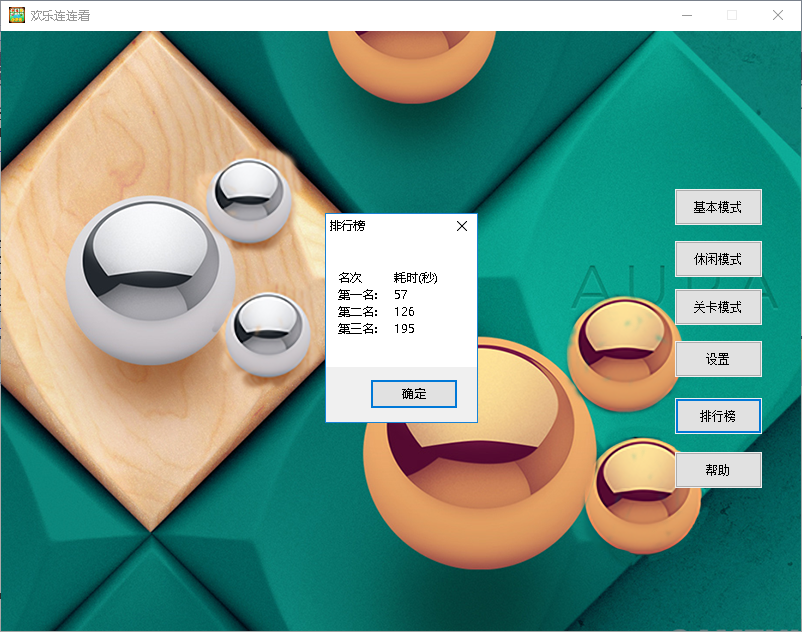 欢乐连连看
排行榜
名次 耗时(秒)
第一名: 57
第二名: 126
第三名: 195
确定
AURA
基本模式
休闲模式
关卡模式
设置
排行榜
帮助